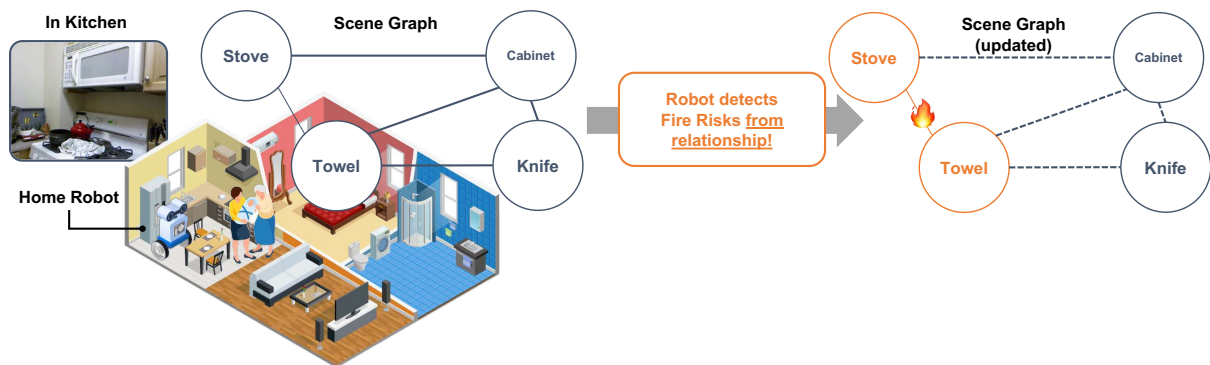 In Kitchen
Scene Graph
Stove
Cabinet
Towel
Knife
Home Robot
Robot detects
Fire Risks from
relationship!
Scene Graph
(updated)
Stove
Cabinet
Towel
Knife